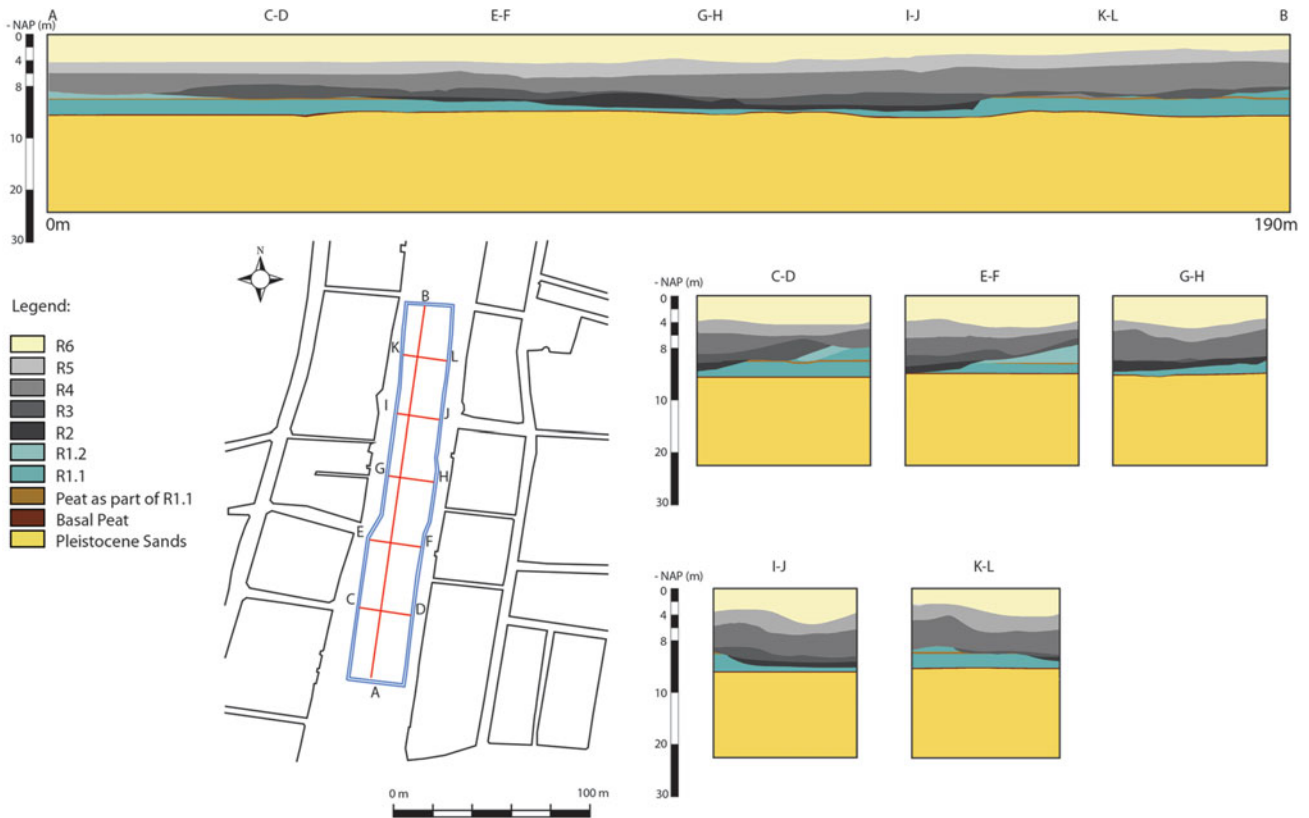 A C-D E-F G-H I-J K-L B
- NAP (m)
0
4
8
10
20
30
0m 190m
N
Legend:
R6
R5
R4
R3
R2
R1.2
R1.1
Peat as part of R1.1
Basal Peat
Pleistocene Sands
B
K L
I J
G H
E F
C D
A
0 m 100 m
C-D E-F G-H
- NAP (m)
0
4
8
10
20
30
I-J K-L
- NAP (m)
0
4
8
10
20
30